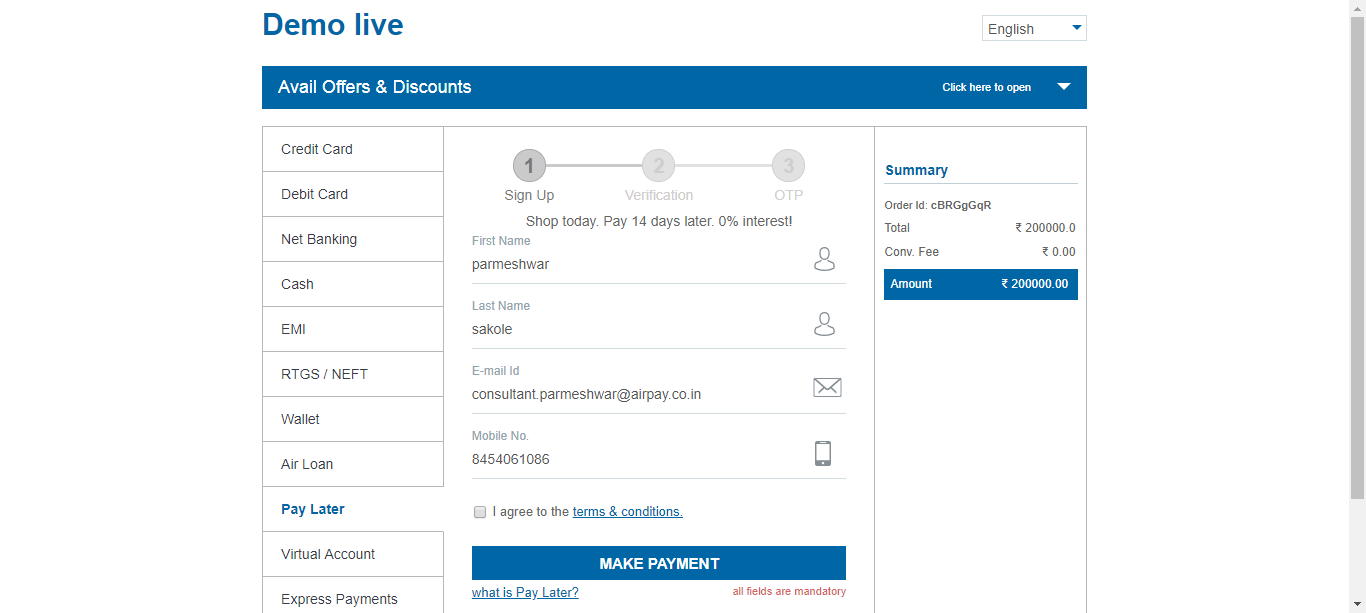 Demo live
English
Avail Offers & Discounts
Click here to open
Credit Card
Debit Card
Net Banking
Cash
EMI
RTGS / NEFT
Wallet
Air Loan
Pay Later
Virtual Account
Express Payments
1
2
3
Sign Up
Verification
OTP
Shop today. Pay 14 days later. 0% interest!
First Name
parmeshwar
Last Name
sakole
E-mail Id
consultant.parmeshwar@airpay.co.in
Mobile No.
8454061086
I agree to the terms & conditions.
MAKE PAYMENT
what is Pay Later?
all fields are mandatory
Summary
Order Id: cBRGgGqR
Total ₹ 200000.0
Conv. Fee ₹ 0.00
Amount ₹ 200000.00